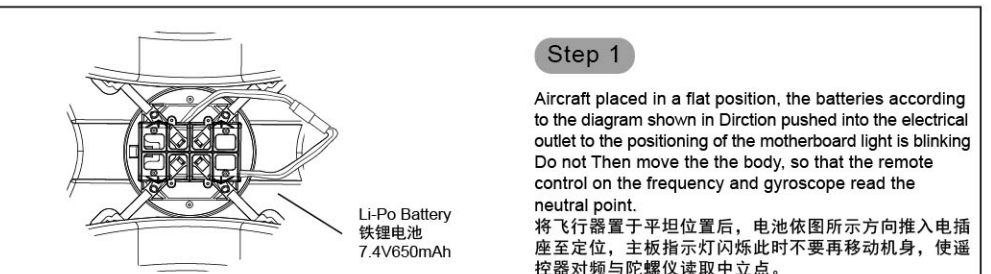 Step 1
Aircraft placed in a flat position, the batteries according
to the diagram shown in Dirction pushed into the electrical
outlet to the positioning of the motherboard light is blinking
Do not Then move the the body, so that the remote
control on the frequency and gyroscope read the
neutral point.
将飞行器置于平坦位置后，电池依图所示方向推入电插
座至定位，主板指示灯闪烁此时不要再移动机身，使遥
控器对频与陀螺仪读取中立点。
Li-Po Battery
铁锂电池
7.4V650mAh